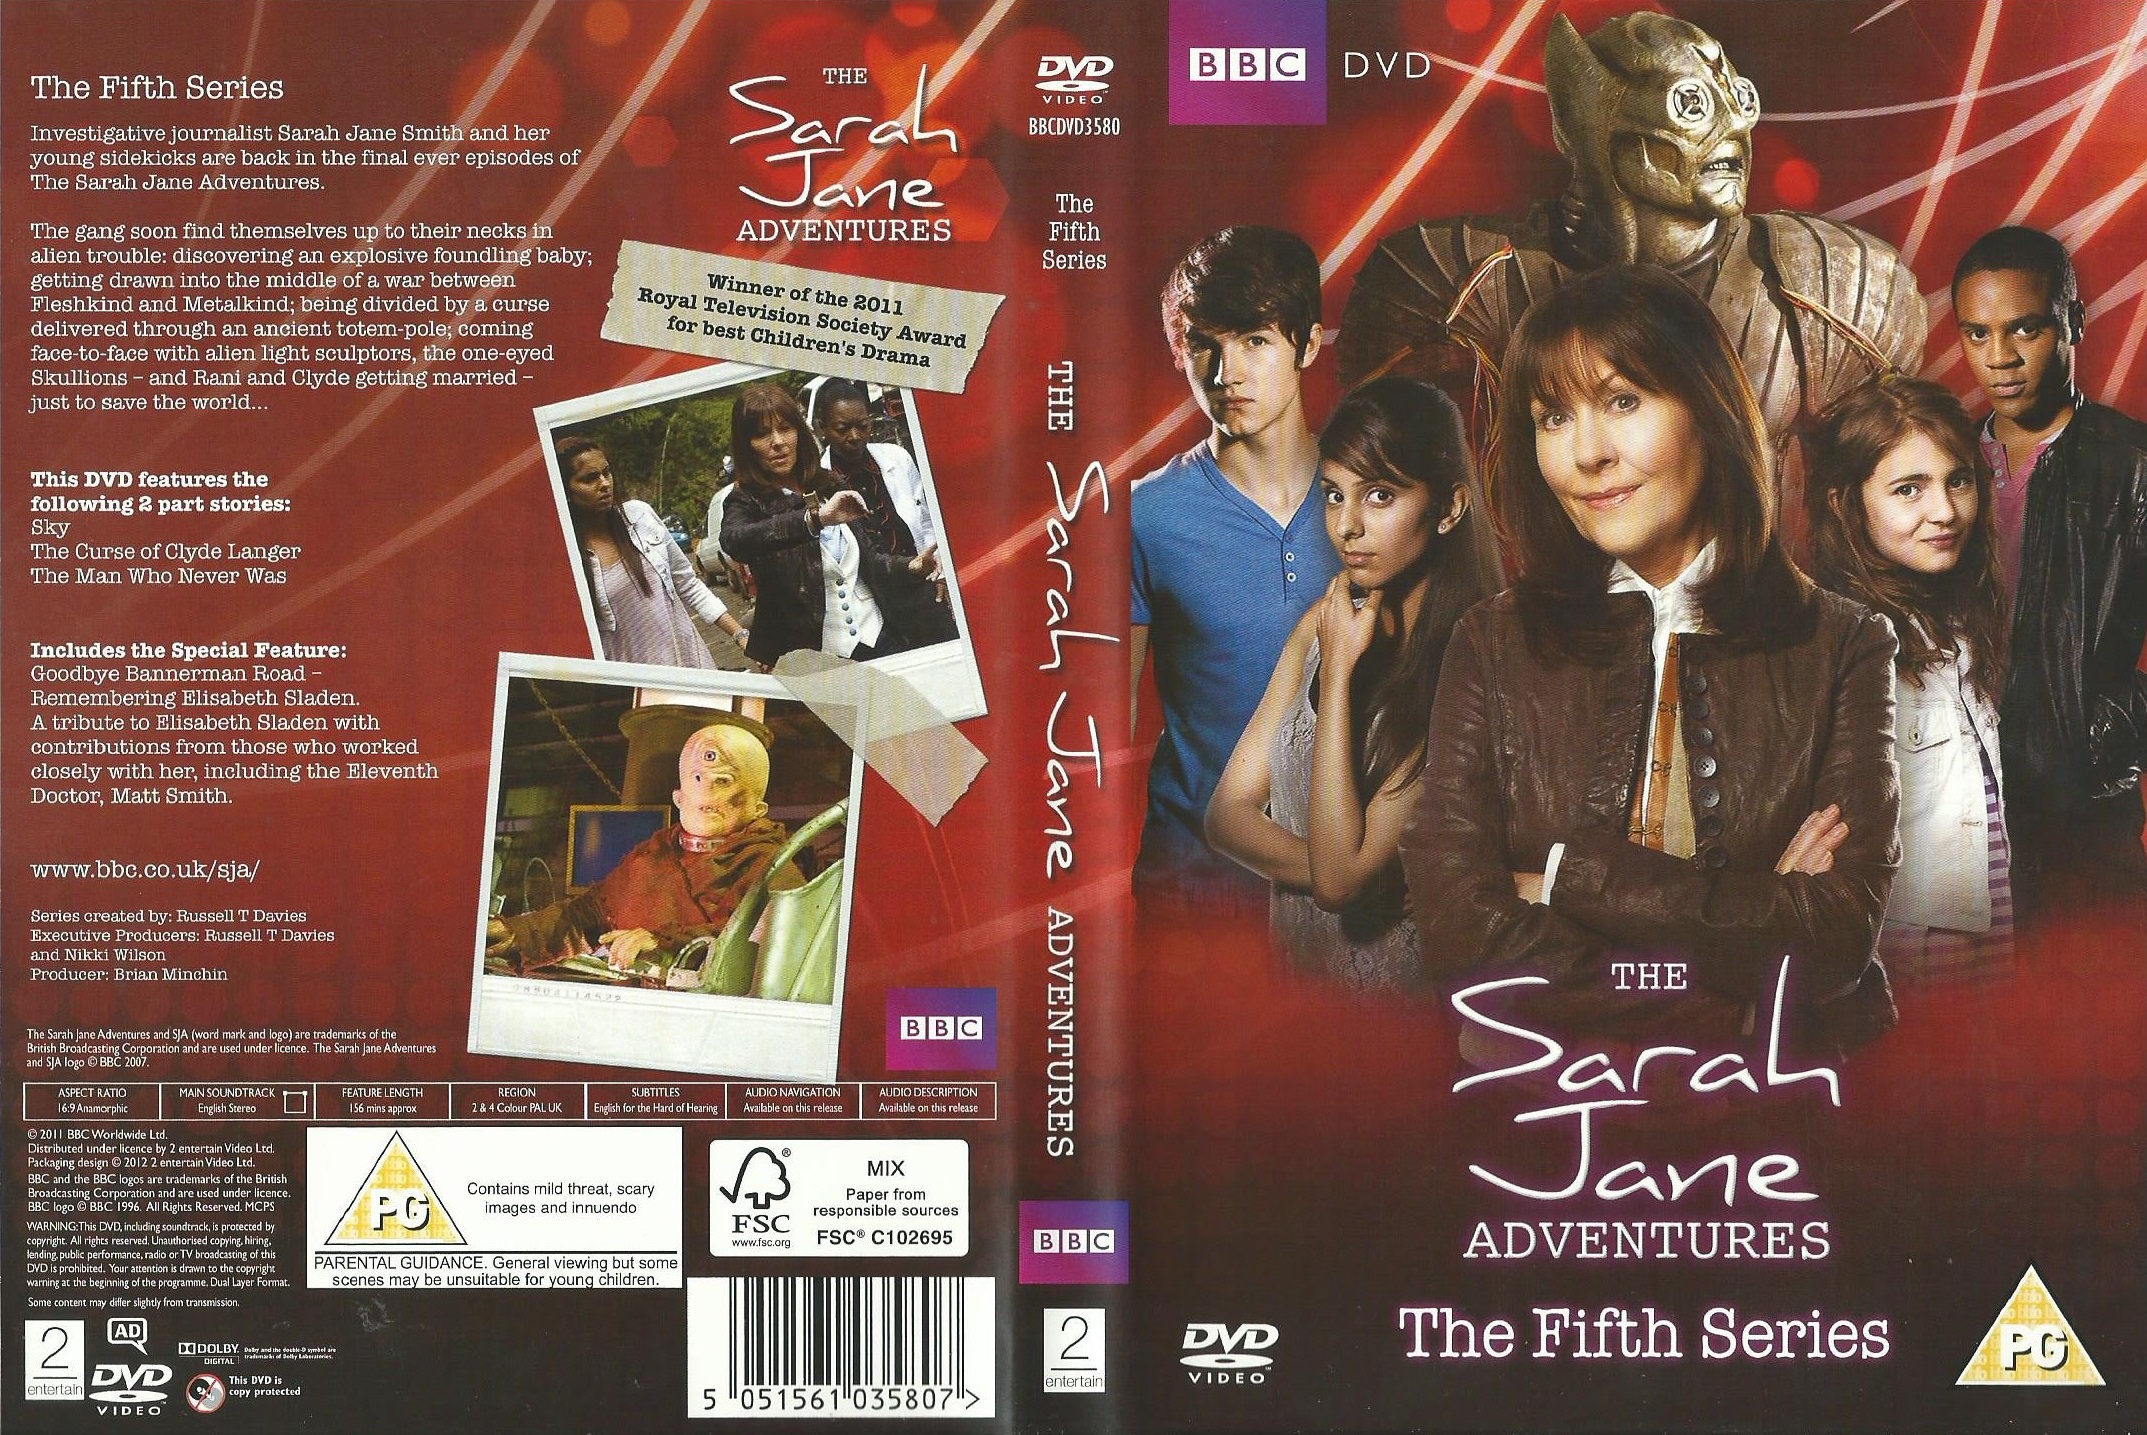 The Fifth Series
Investigative journalist Sarah Jane Smith and her
young sidekicks are back in the final ever episodes of
The Sarah Jane Adventures.
The gang soon find themselves up to their necks in
alien trouble: discovering an explosive foundling baby;
getting drawn into the middle of a war between
Fleshkind and Metalkind; being divided by a curse
delivered through an ancient totem-pole; coming
face-to-face with alien light sculptors, the one-eyed
Skullions – and Rani and Clyde getting married –
just to save the world...
This DVD features the
following 2 part stories:
Sky
The Curse of Clyde Langer
The Man Who Never Was
Includes the Special Feature:
Goodbye Bannerman Road –
Remembering Elisabeth Sladen.
A tribute to Elisabeth Sladen with
contributions from those who worked
closely with her, including the Eleventh
Doctor, Matt Smith.
www.bbc.co.uk/sja/
Series created by: Russell T Davies
Executive Producers: Russell T Davies
and Nikki Wilson
Producer: Brian Minchin
THE
Sarah
Jane
ADVENTURES
Winner of the 2011
Royal Television Society Award
for best Children's Drama
BBC
The Sarah Jane Adventures and SJA (word mark and logo) are trademarks of the
British Broadcasting Corporation and are used under licence. The Sarah Jane Adventures
and SJA logo © BBC 2007.
ASPECT RATIO
16:9 Anamorphic
MAIN SOUNDTRACK
English Stereo
FEATURE LENGTH
156 mins approx
REGION
2 & 4 Colour PAL UK
SUBTITLES
English for the Hard of Hearing
AUDIO NAVIGATION
Available on this release
AUDIO DESCRIPTION
Available on this release
© 2011 BBC Worldwide Ltd.
Distributed under licence by 2 entertain Video Ltd.
Packaging design © 2012 2 entertain Video Ltd.
BBC and the BBC logos are trademarks of the British
Broadcasting Corporation and are used under licence.
BBC logo © BBC 1996. All Rights Reserved. MCPS
WARNING: This DVD, including soundtrack, is protected by
copyright. All rights reserved. Unauthorised copying, hiring,
lending, public performance, radio or TV broadcasting of this
DVD is prohibited. Your attention is drawn to the copyright
warning at the beginning of the programme. Dual Layer Format.
Some content may differ slightly from transmission.
2
entertain
AD
DVD
VIDEO
DOLBY
DIGITAL
Dolby and the double-D symbol are
trademarks of Dolby Laboratories.
This DVD is
copy protected
PG
Contains mild threat, scary
images and innuendo
PARENTAL GUIDANCE. General viewing but some
scenes may be unsuitable for young children.
FSC
www.fsc.org
MIX
Paper from
responsible sources
FSC® C102695
5 051561 035807 >
DVD
VIDEO
BBCDVD3580
The
Fifth
Series
THE Sarah Jane ADVENTURES
BBC
2
entertain
BBC DVD
THE
Sarah
Jane
ADVENTURES
The Fifth Series
DVD
VIDEO
PG